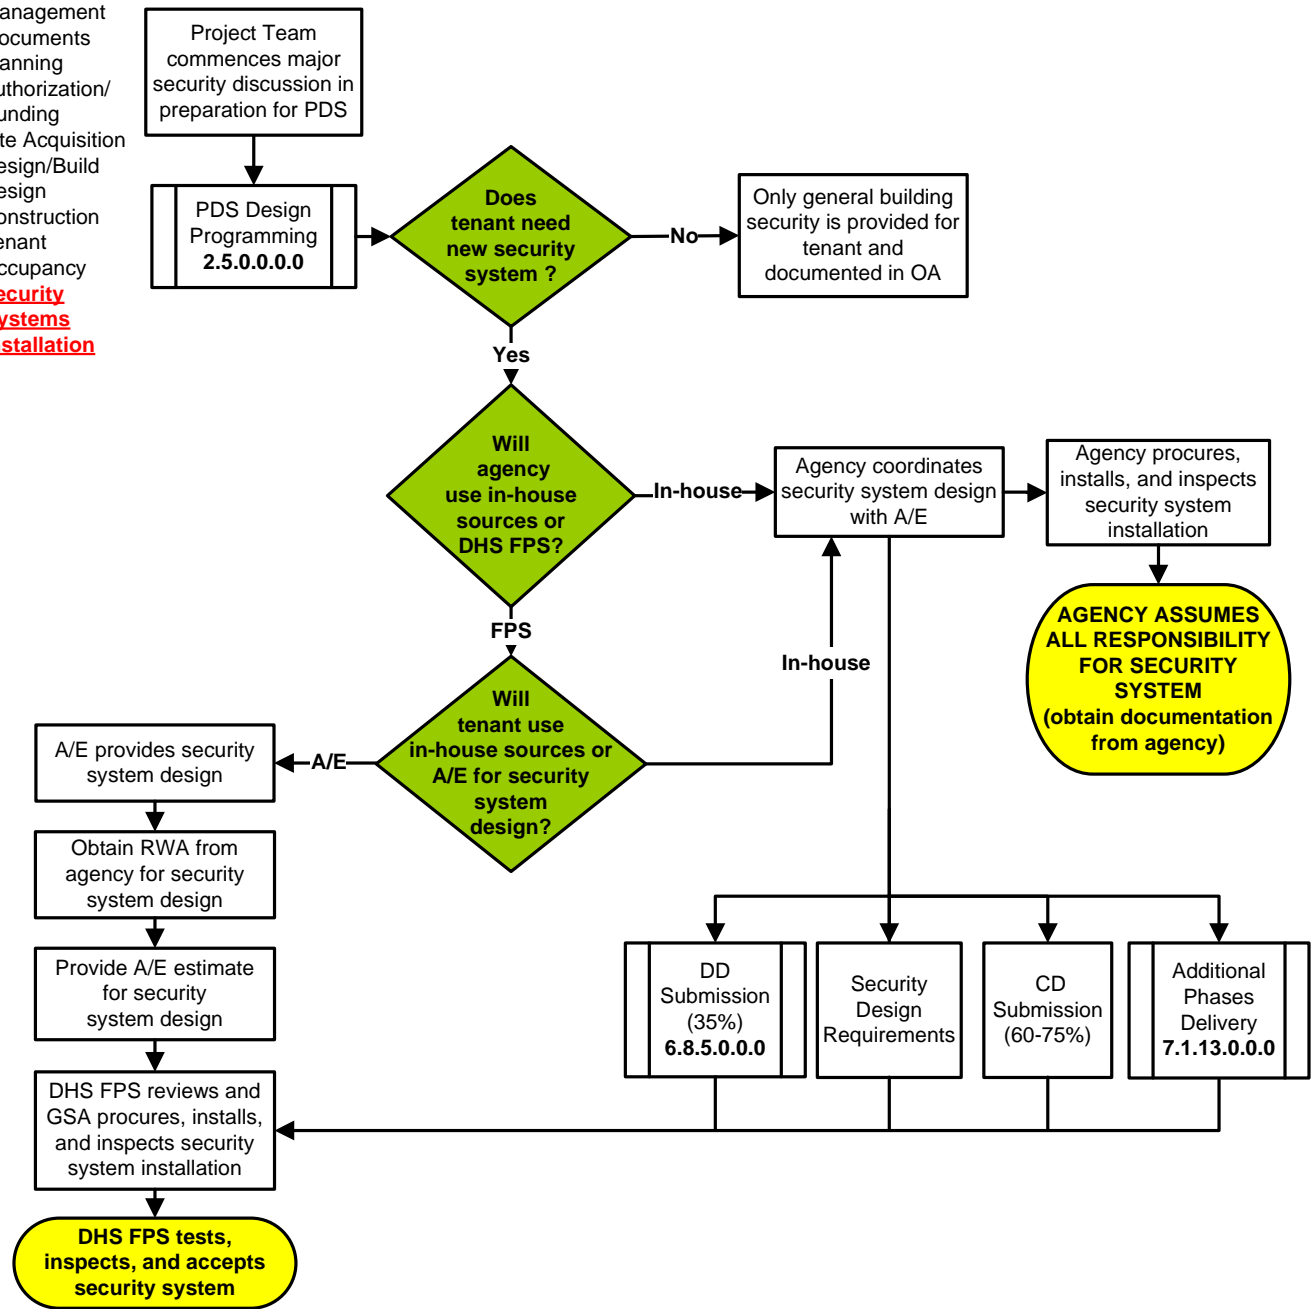 anagement
ocuments
anning
uthorization/
unding
te Acquisition
esign/Build
esign
onstruction
enant
ccupancy
ecurity
ystems
nstallation
Project Team
commences major
security discussion in
preparation for PDS
PDS Design
Programming
2.5.0.0.0.0
Does
tenant need
new security
system ?
No
Only general building
security is provided for
tenant and
documented in OA
Yes
Will
agency
use in-house
sources or
DHS FPS?
In-house
Agency coordinates
security system design
with A/E
Agency procures,
installs, and inspects
security system
installation
AGENCY ASSUMES
ALL RESPONSIBILITY
FOR SECURITY
SYSTEM
(obtain documentation
from agency)
FPS
In-house
Will
tenant use
in-house sources or
A/E for security
system
design?
A/E
A/E provides security
system design
Obtain RWA from
agency for security
system design
Provide A/E estimate
for security
system design
DHS FPS reviews and
GSA procures, installs,
and inspects security
system installation
DHS FPS tests,
inspects, and accepts
security system
DD
Submission
(35%)
6.8.5.0.0.0
Security
Design
Requirements
CD
Submission
(60-75%)
Additional
Phases
Delivery
7.1.13.0.0.0